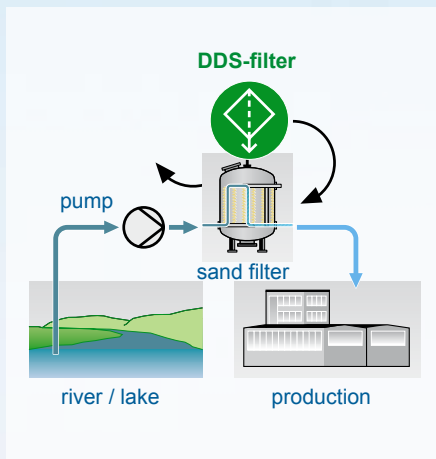 DDS-filter
pump
sand filter
river / lake
production